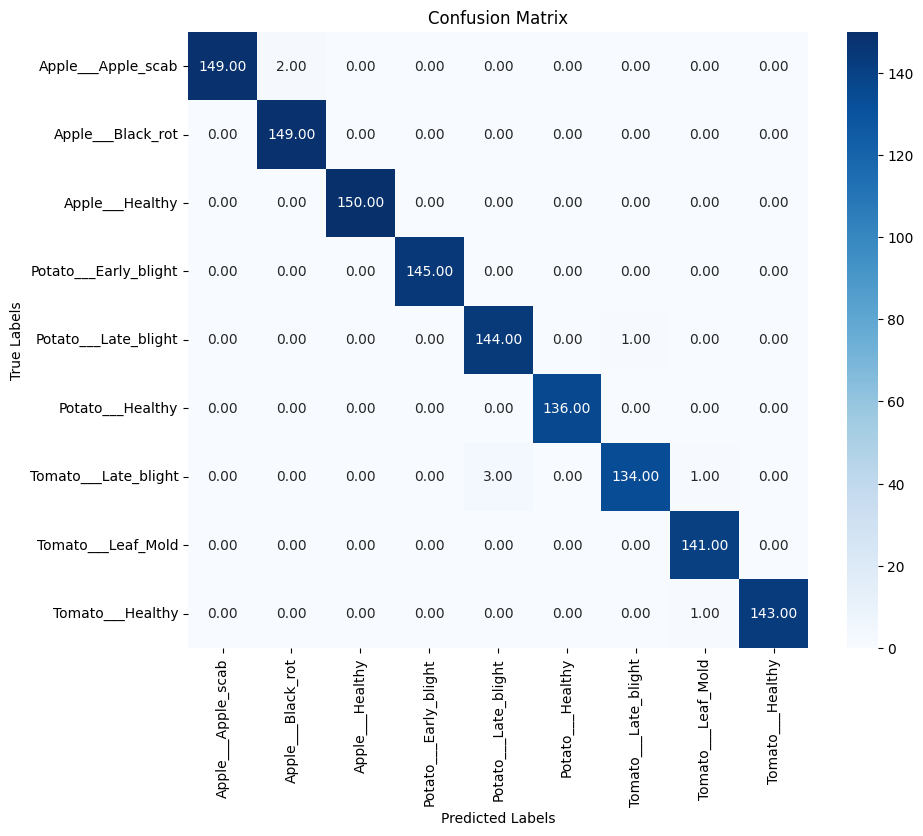 Confusion Matrix
True Labels
Apple___Apple_scab 149.00 2.00 0.00 0.00 0.00 0.00 0.00 0.00 0.00
Apple___Black_rot 0.00 149.00 0.00 0.00 0.00 0.00 0.00 0.00 0.00
Apple___Healthy 0.00 0.00 150.00 0.00 0.00 0.00 0.00 0.00 0.00
Potato___Early_blight 0.00 0.00 0.00 145.00 0.00 0.00 0.00 0.00 0.00
Potato___Late_blight 0.00 0.00 0.00 0.00 144.00 0.00 1.00 0.00 0.00
Potato___Healthy 0.00 0.00 0.00 0.00 0.00 136.00 0.00 0.00 0.00
Tomato___Late_blight 0.00 0.00 0.00 0.00 3.00 0.00 134.00 1.00 0.00
Tomato___Leaf_Mold 0.00 0.00 0.00 0.00 0.00 0.00 0.00 141.00 0.00
Tomato___Healthy 0.00 0.00 0.00 0.00 0.00 0.00 0.00 1.00 143.00
Apple___Apple_scab
Apple___Black_rot
Apple___Healthy
Potato___Early_blight
Potato___Late_blight
Potato___Healthy
Tomato___Late_blight
Tomato___Leaf_Mold
Tomato___Healthy
Predicted Labels
140
120
100
80
60
40
20
0